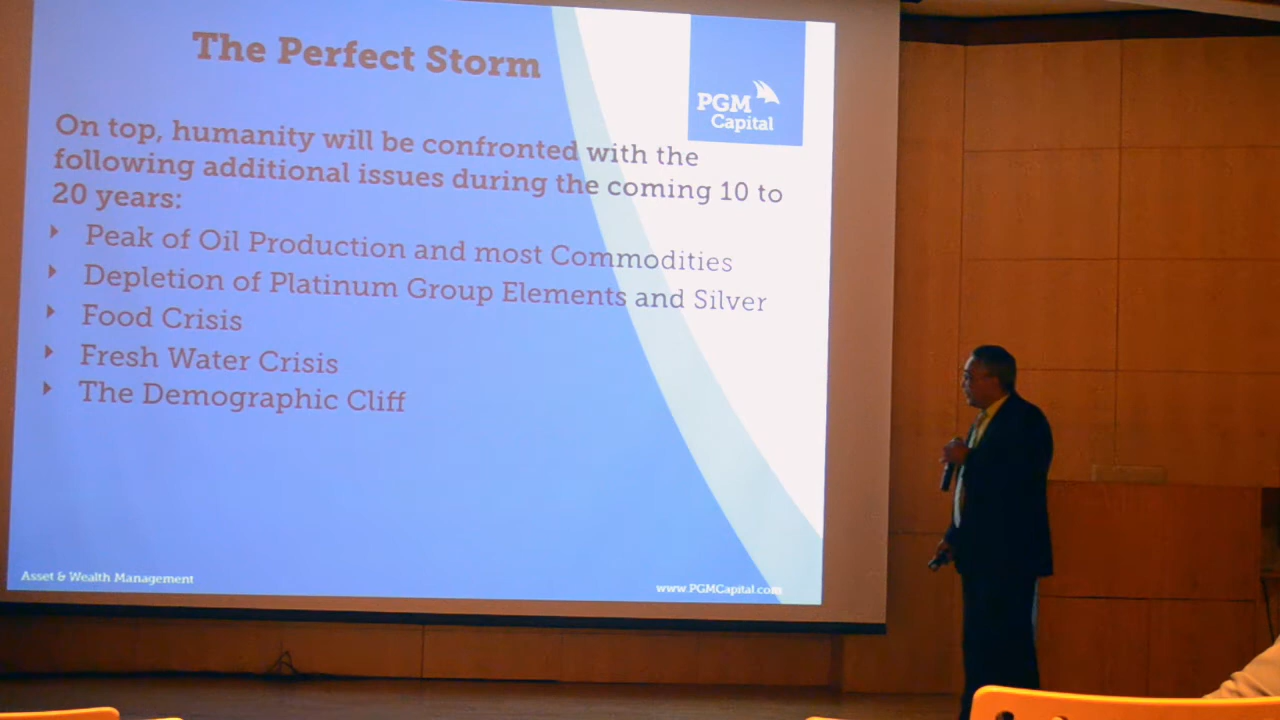 The Perfect Storm
PGM
Capital
On top, humanity will be confronted with the
following additional issues during the coming 10 to
20 years:
Peak of Oil Production and most Commodities
Depletion of Platinum Group Elements and Silver
Food Crisis
Fresh Water Crisis
The Demographic Cliff
Asset & Wealth Management
www.PGMCapital.com